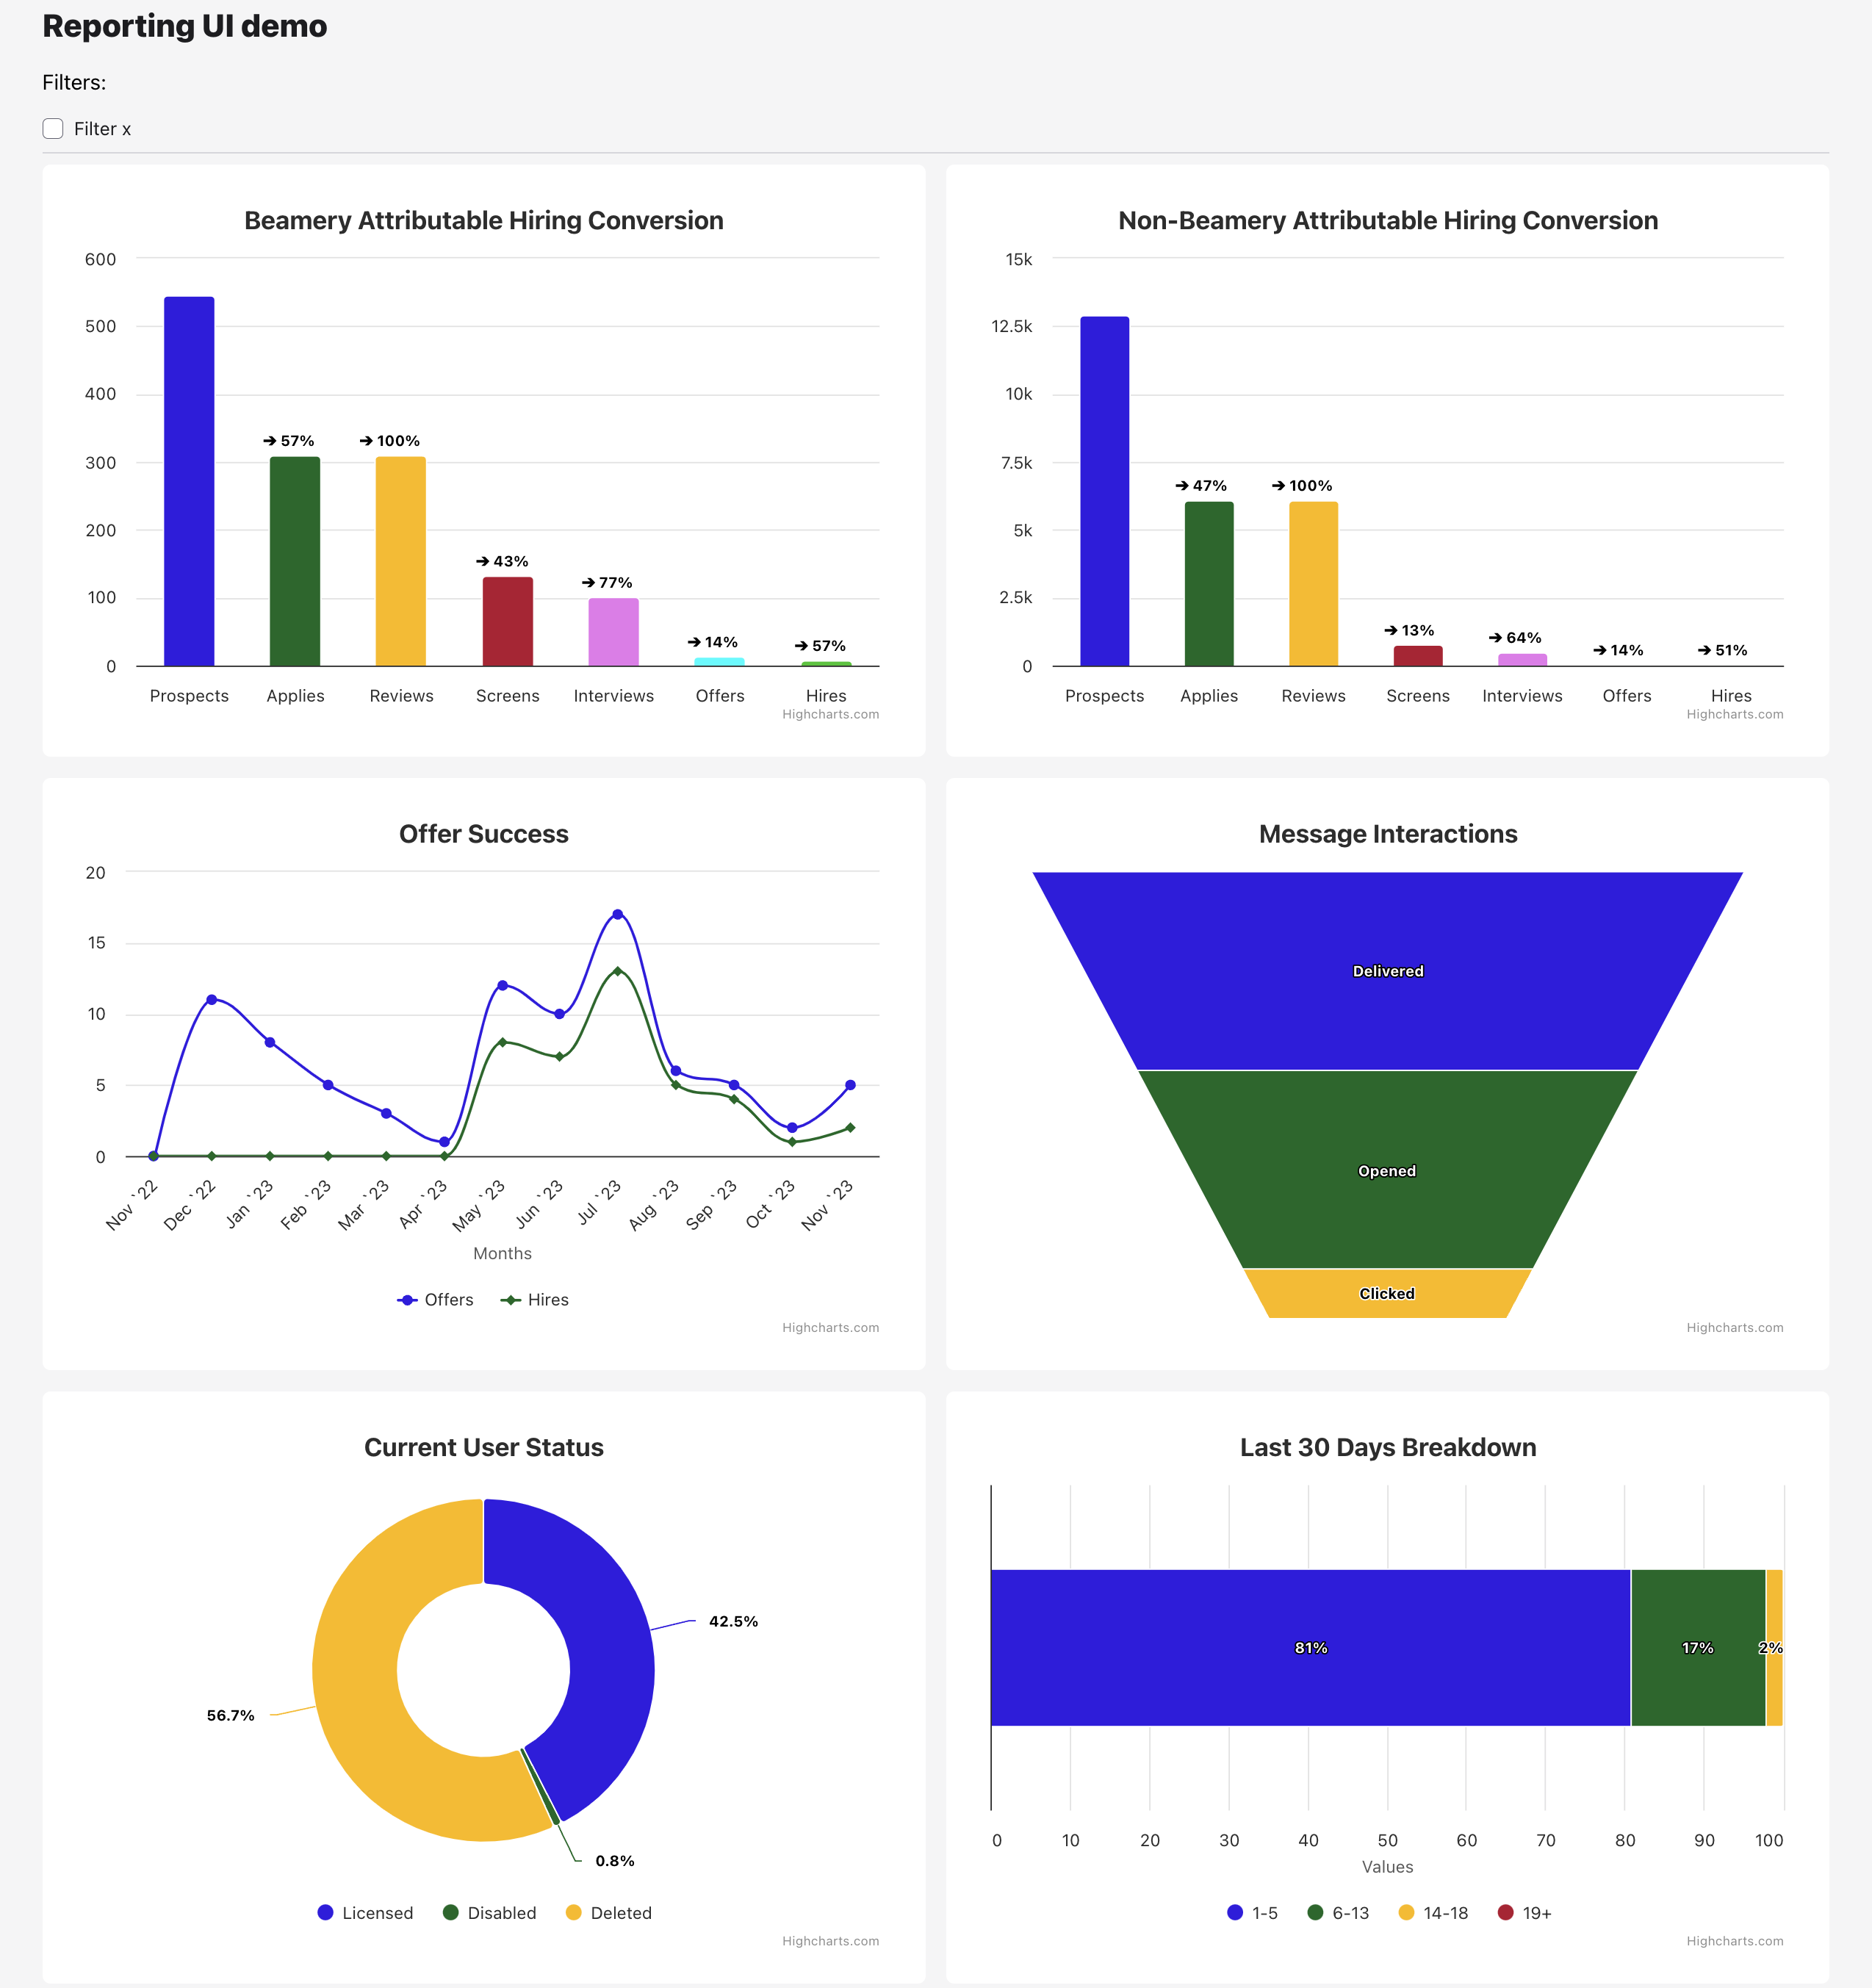 Reporting UI demo
Filters:
Filter x
Beamery Attributable Hiring Conversion
600
500
400
300
200
100
0
➔ 57%
➔ 100%
➔ 43%
➔ 77%
➔ 14%
➔ 57%
Prospects Applies Reviews Screens Interviews Offers Hires
Highcharts.com
Non-Beamery Attributable Hiring Conversion
15k
12.5k
10k
7.5k
5k
2.5k
0
➔ 47%
➔ 100%
➔ 13%
➔ 64%
➔ 14%
➔ 51%
Prospects Applies Reviews Screens Interviews Offers Hires
Highcharts.com
Offer Success
20
15
10
5
0
Nov `22
Dec `22
Jan `23
Feb `23
Mar `23
Apr `23
May `23
Jun `23
Jul `23
Aug `23
Sep `23
Oct `23
Nov `23
Months
Offers Hires
Highcharts.com
Message Interactions
Delivered
Opened
Clicked
Highcharts.com
Current User Status
42.5%
56.7%
0.8%
Licensed Disabled Deleted
Highcharts.com
Last 30 Days Breakdown
81% 17% 2%
0 10 20 30 40 50 60 70 80 90 100
Values
1-5 6-13 14-18 19+
Highcharts.com